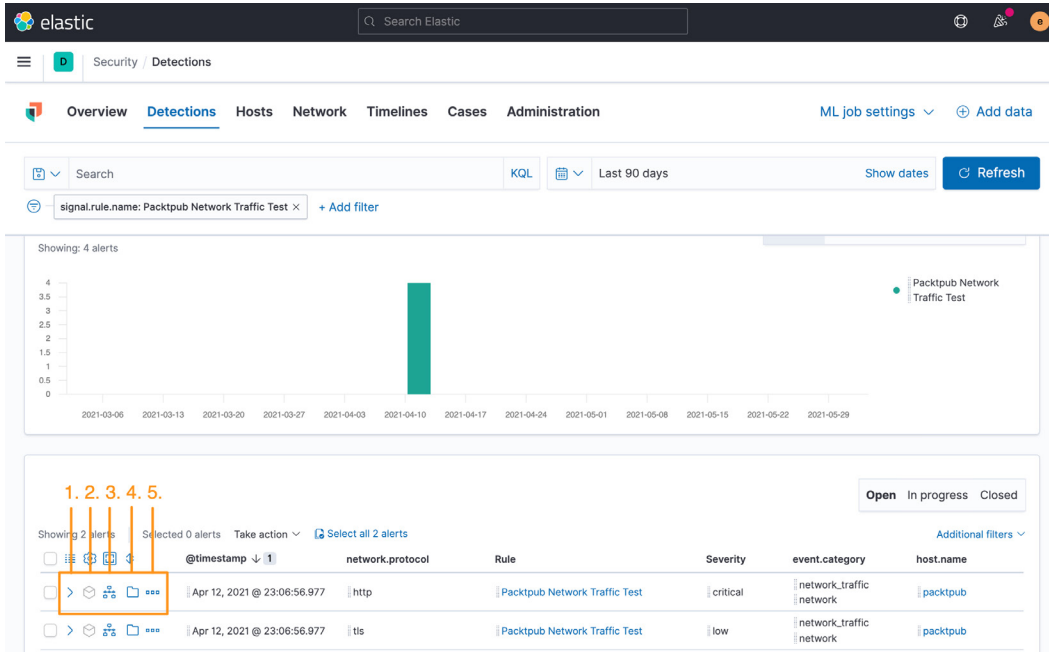 elastic
Search Elastic
e
D Security / Detections
Overview Detections Hosts Network Timelines Cases Administration ML job settings Add data
Search KQL Last 90 days Show dates Refresh
signal.rule.name: Packtpub Network Traffic Test × + Add filter
Showing: 4 alerts
4
3.5
3
2.5
2
1.5
1
0.5
0
2021-03-06 2021-03-13 2021-03-20 2021-03-27 2021-04-03 2021-04-10 2021-04-17 2021-04-24 2021-05-01 2021-05-08 2021-05-15 2021-05-22 2021-05-29
Packtpub Network
Traffic Test
1. 2. 3. 4. 5.
Open In progress Closed
Showing 2 alerts Selected 0 alerts Take action Select all 2 alerts Additional filters
@timestamp ↓ 1 network.protocol Rule Severity event.category host.name
Apr 12, 2021 @ 23:06:56.977 http Packtpub Network Traffic Test critical network_traffic
network packtpub
Apr 12, 2021 @ 23:06:56.977 tls Packtpub Network Traffic Test low network_traffic
network packtpub